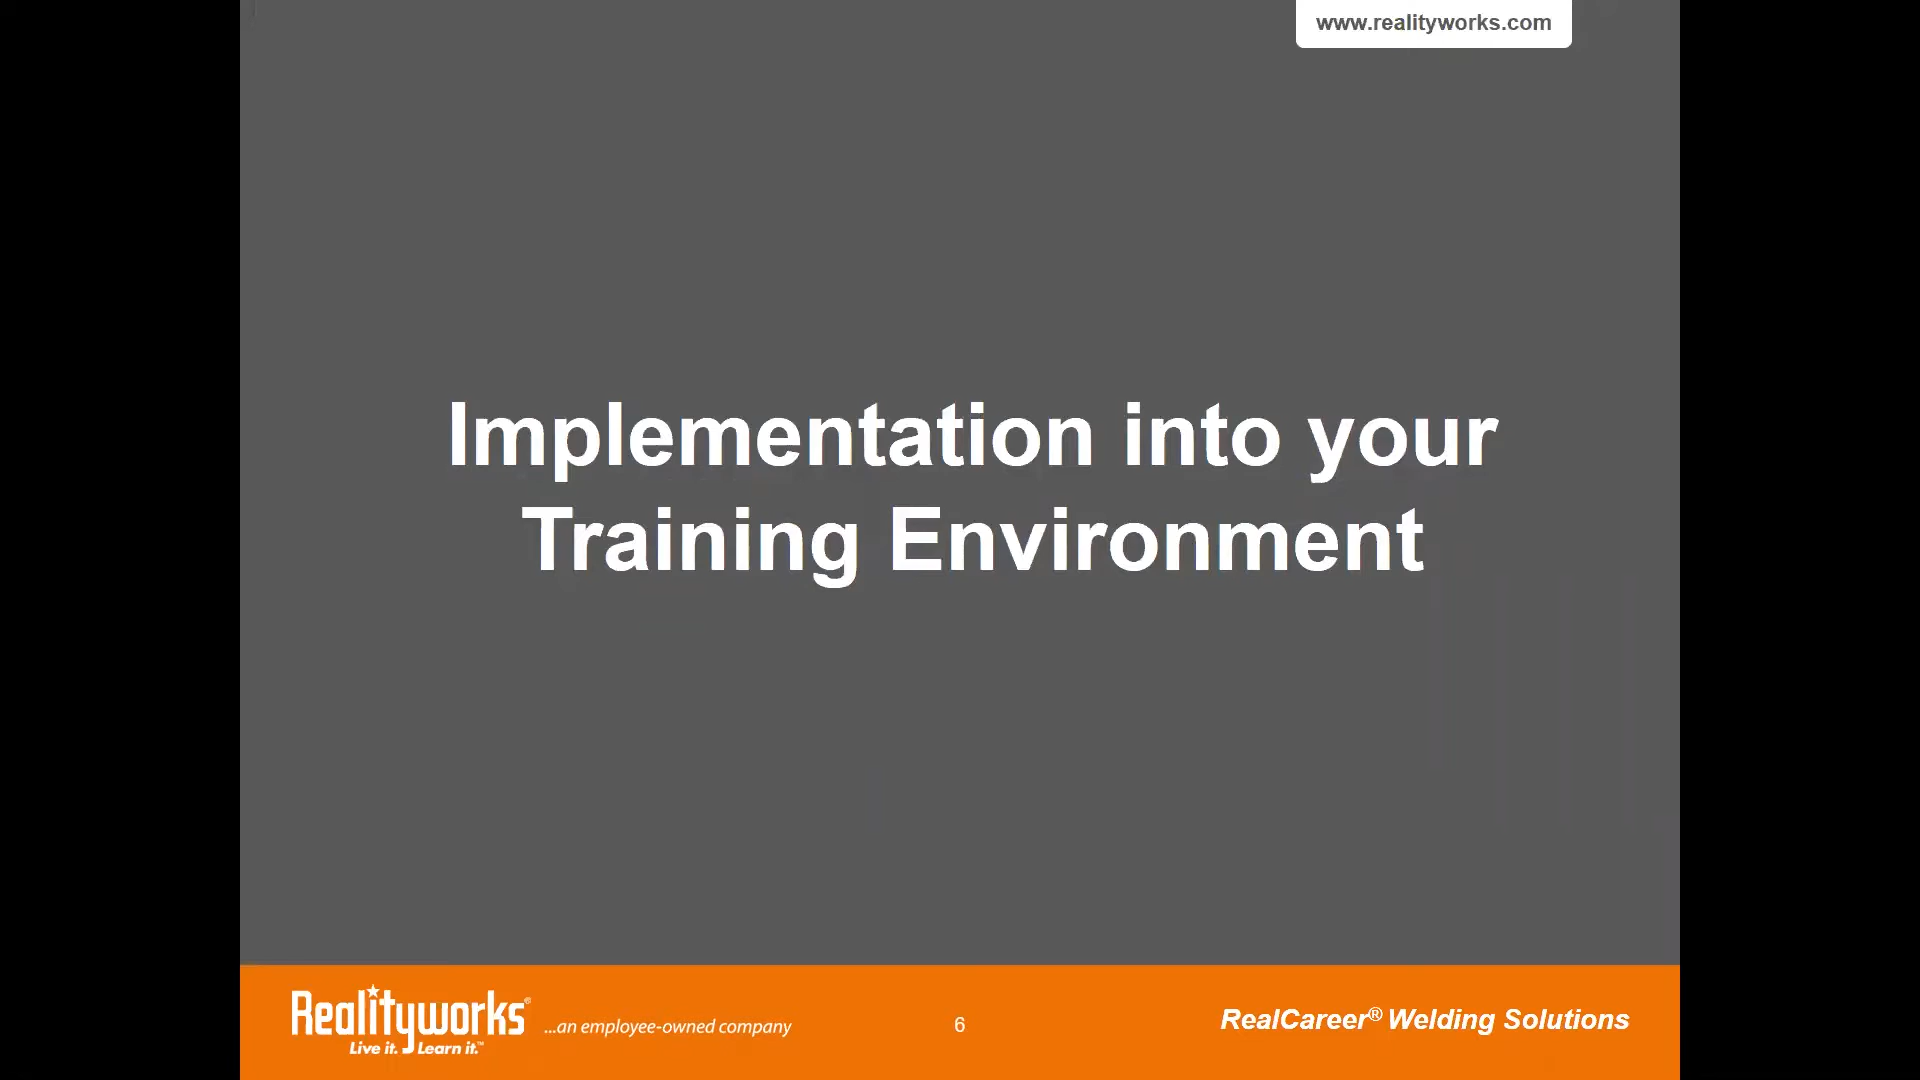 www.realityworks.com
Implementation into your
Training Environment
Realityworks®
Live it. Learn it.™
...an employee-owned company
6
RealCareer® Welding Solutions